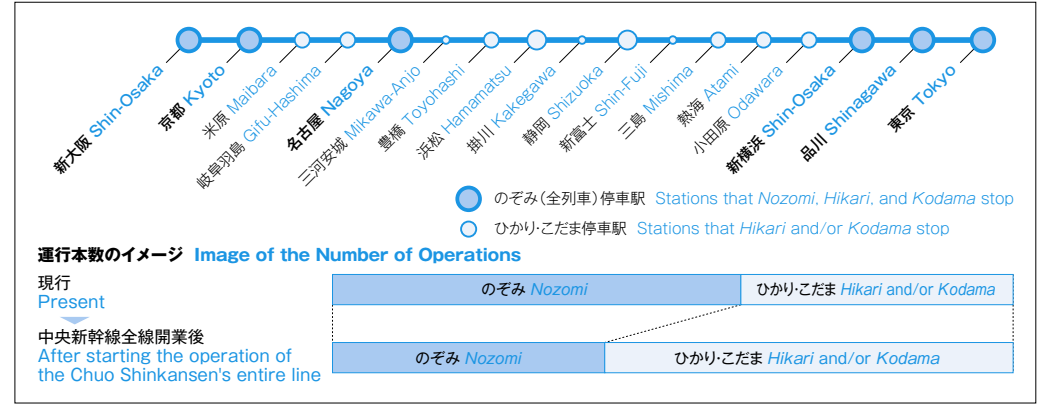 新大阪 Shin-Osaka
京都 Kyoto
米原 Maibara
岐阜羽島 Gifu-Hashima
名古屋 Nagoya
三河安城 Mikawa-Anjo
豊橋 Toyohashi
浜松 Hamamatsu
掛川 Kakegawa
静岡 Shizuoka
新富士 Shin-Fuji
三島 Mishima
熱海 Atami
小田原 Odawara
新横浜 Shin-Osaka
品川 Shinagawa
東京 Tokyo
のぞみ(全列車)停車駅 Stations that Nozomi, Hikari, and Kodama stop
ひかり・こだま停車駅 Stations that Hikari and/or Kodama stop
運行本数のイメージ Image of the Number of Operations
現行
Present
のぞみ Nozomi
ひかり・こだま Hikari and/or Kodama
中央新幹線全線開業後
After starting the operation of
the Chuo Shinkansen's entire line
のぞみ Nozomi
ひかり・こだま Hikari and/or Kodama